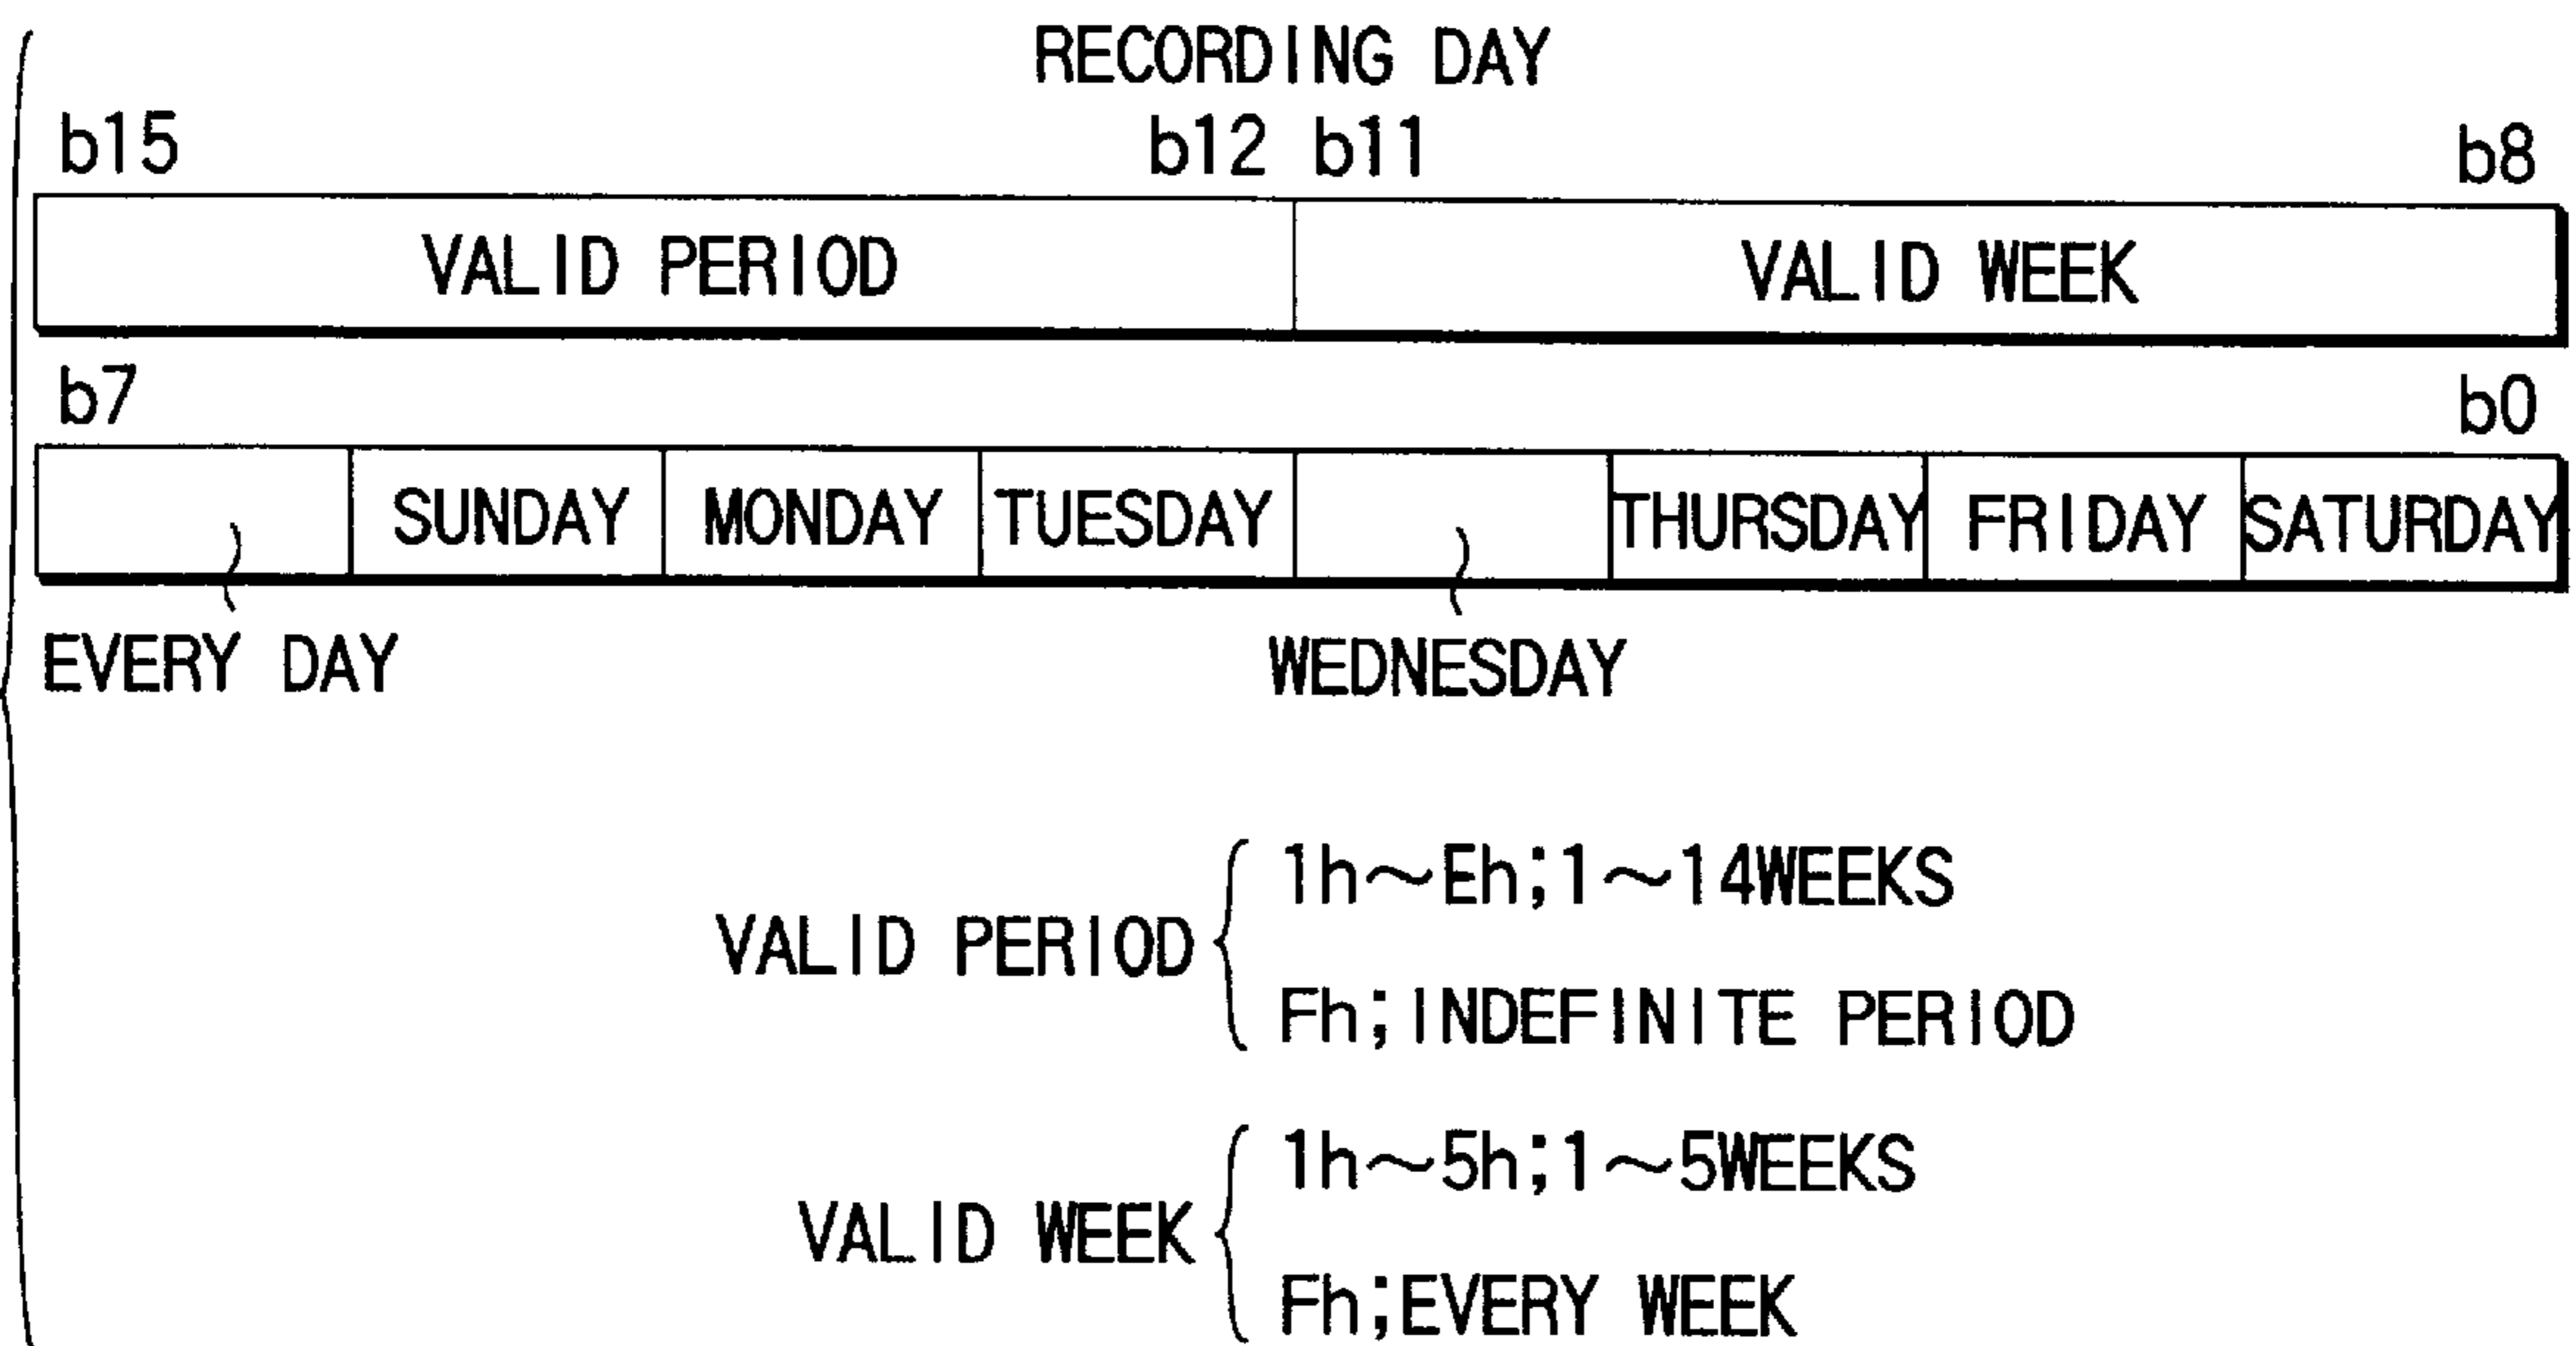 RECORDING DAY
b15 b12 b11 b8
VALID PERIOD VALID WEEK
b7 b0
SUNDAY MONDAY TUESDAY THURSDAY FRIDAY SATURDAY
EVERY DAY WEDNESDAY
VALID PERIOD
1h~Eh;1~14WEEKS
Fh;INDEFINITE PERIOD
VALID WEEK
1h~5h;1~5WEEKS
Fh;EVERY WEEK